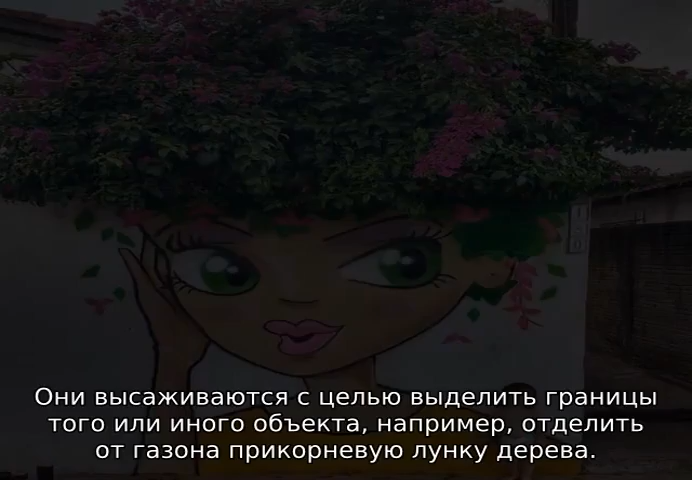 Они высаживаются с целью выделить границы
того или иного объекта, например, отделить
от газона прикорневую лунку дерева.